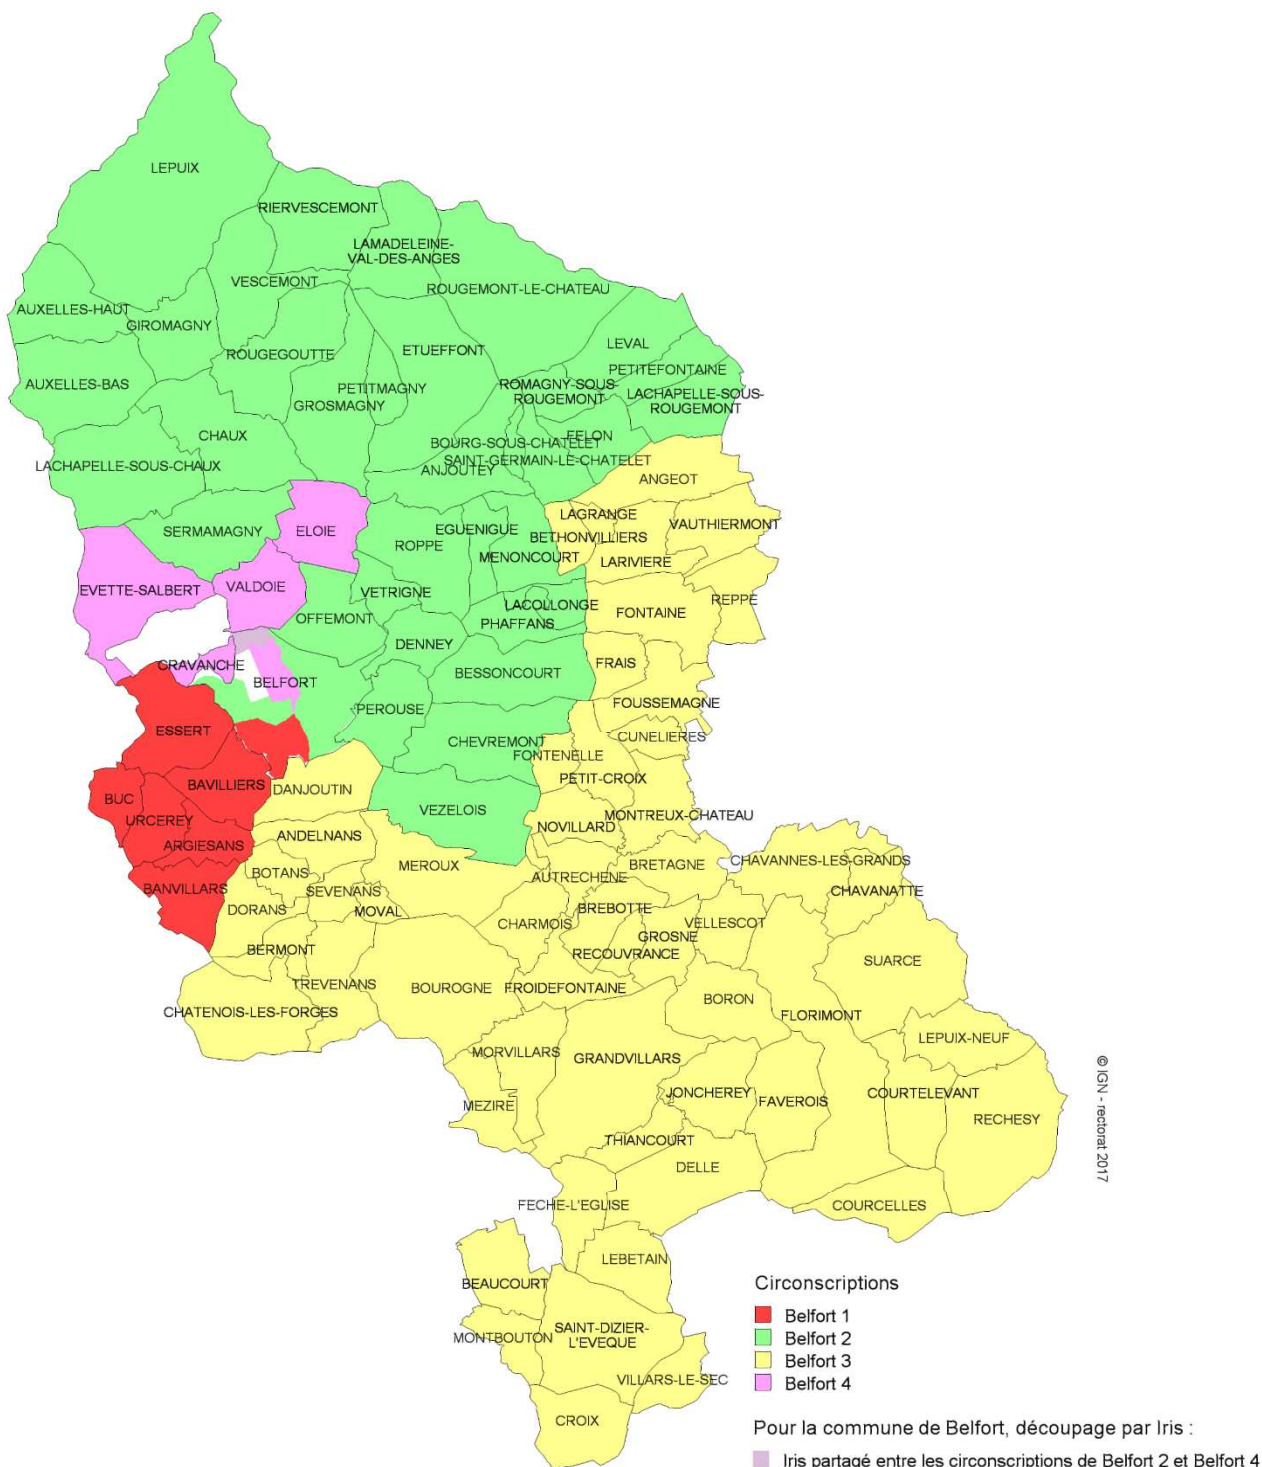 LEPUIX
RIERVESCEMONT
LAMADELEINE-
VAL-DES-ANGES
VESCEMONT
ROUGEMONT-LE-CHATEAU
AUXELLES-HAUT
GIROMAGNY
LEVAL
ETUEFFONT
ROUGEGOUTTE
PETITEFONTAINE
AUXELLES-BAS
PETITMAGNY
ROMAGNY-SOUS-
ROUGEMONT
LACHAPELLE-SOUS-
ROUGEMONT
GROSMAGNY
CHAUX
BOURG-SOUS-CHATELET
FELON
LACHAPELLE-SOUS-CHAUX
SAINT-GERMAIN-LE-CHATELET
ANJOUTEY
ANGEOT
LAGRANGE
VAUTHIERMONT
SERMAMAGNY
ELOIE
EGUENIGUE
BETHONVILLIERS
ROPPE
MENONCOURT
LARIVIERE
EVETTE-SALBERT
VALDOIE
VETRIGNE
REPPE
LACOLLONGE
FONTAINE
OFFEMONT
PHAFFANS
DENNEY
CRAVANCHE
FRAIS
BESSONCOURT
BELFORT
FOUSSEMAGNE
PEROUSE
ESSERT
CUNELIERES
CHEVREMONT
FONTENELLE
PETIT-CROIX
BAVILLIERS
DANJOUTIN
BUC
VEZELOIS
MONTREUX-CHATEAU
URCEREY
NOVILLARD
ANDELNANS
ARGIESANS
CHAVANNES-LES-GRANDS
MEROUX
BRETAGNE
BOTANS
AUTRECHENE
BANVILLARS
SEVENANS
CHAVANATTE
DORANS
MOVAL
BREBOTTE
CHARMOIS
VELLESCOT
GROSNE
BERMONT
RECOUVRANCE
SUARCE
TREVENANS
BOUROGNE
FROIDEFONTAINE
BORON
CHATENOIS-LES-FORGES
FLORIMONT
LEPUIX-NEUF
MORVILLARS
GRANDVILLARS
JONCHEREY
COURTELEVANT
FAVEROIS
MEZIRE
RECHESY
THIANCOURT
DELLE
FECHE-L'EGLISE
COURCELLES
LEBETAIN
BEAUCOURT
SAINT-DIZIER-
L'EVEQUE
MONTBOUTON
VILLARS-LE-SEC
CROIX
© IGN - rectorat 2017
Circonscriptions
Belfort 1
Belfort 2
Belfort 3
Belfort 4
Pour la commune de Belfort, découpage par Iris :
Iris partagé entre les circonscriptions de Belfort 2 et Belfort 4